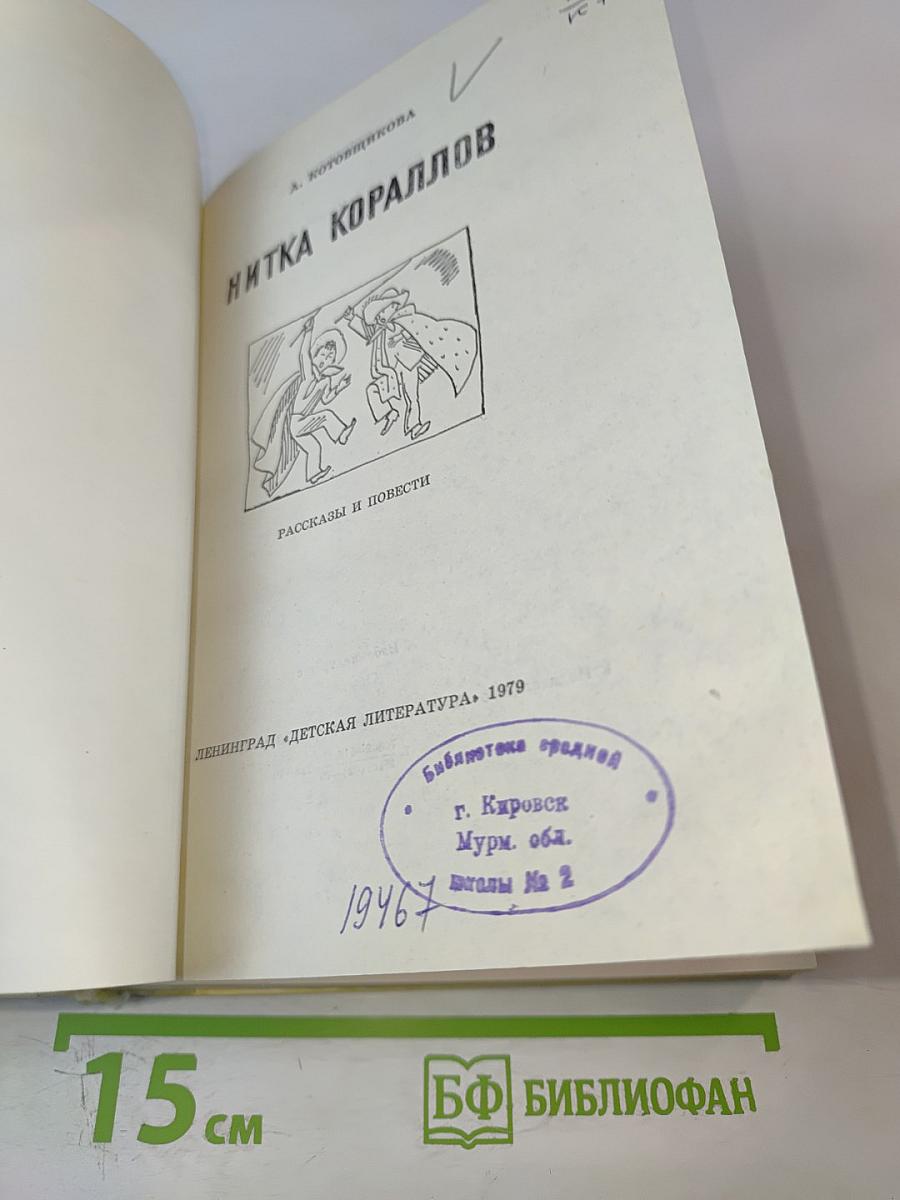 А. КОТОВЩИКОВА
НИТКА КОРАЛЛОВ
РАССКАЗЫ И ПОВЕСТИ
ЛЕНИНГРАД «ДЕТСКАЯ ЛИТЕРАТУРА» 1979
Библиотека средней
г. Кировск
Мурм. обл.
школы № 2
19467
15 см
БФ БИБЛИОФАН